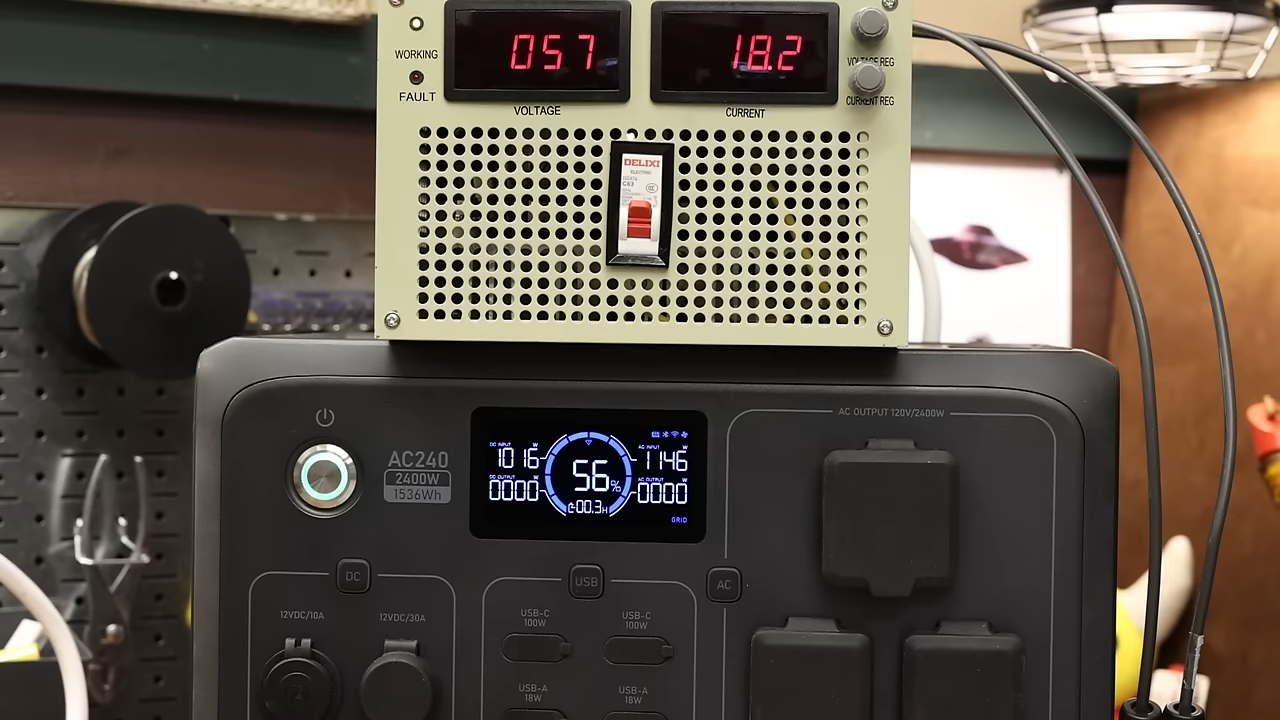 WORKING
FAULT
057
VOLTAGE
18.2
CURRENT
VOLTAGE REG
CURRENT REG
DELIXI
ELECTRIC
C63
AC240
2400W
1536Wh
DC INPUT W
1016
DC OUTPUT W
0000
56%
00.3H
AC INPUT W
1146
AC OUTPUT W
0000
GRID
AC OUTPUT 120V/2400W
DC
12VDC/10A
12VDC/30A
USB
USB-C
100W
USB-C
100W
USB-A
18W
USB-A
18W
AC